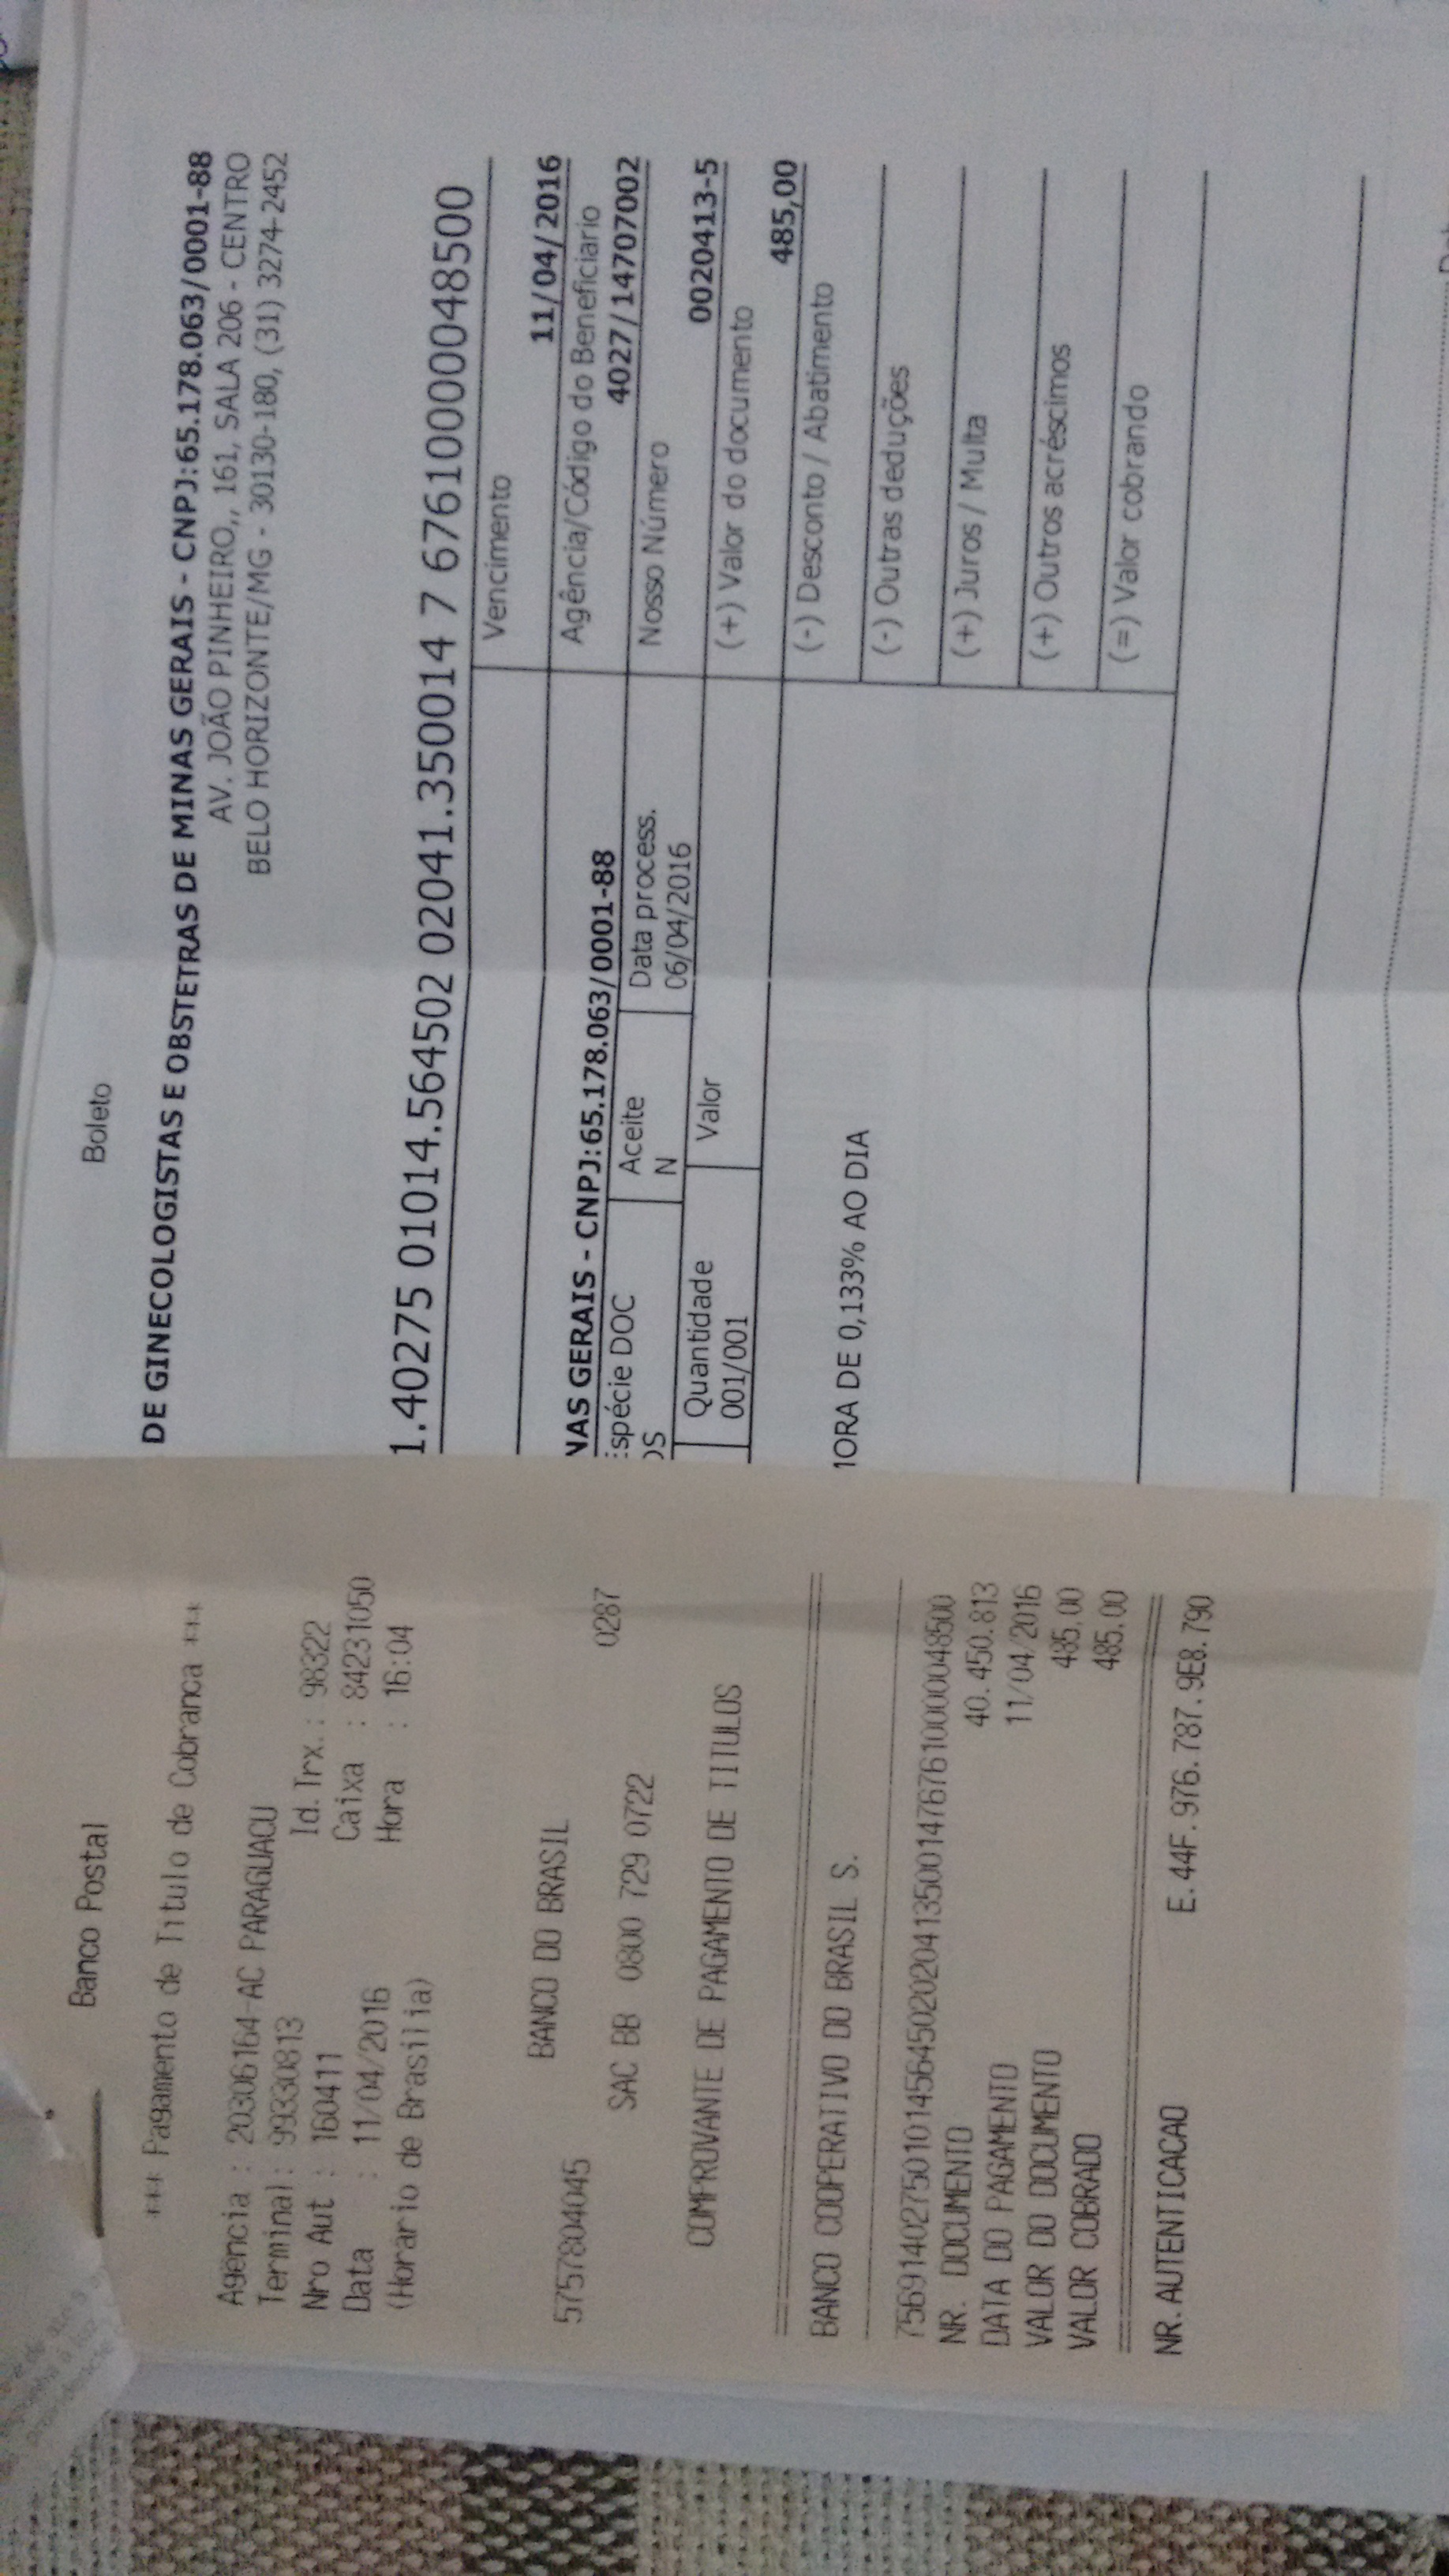 Banco Postal
*** Pagamento de Titulo de Cobranca ***
Agencia : 20306164-AC PARAGUACU
Terminal: 99330813 Id.Trx.: 98322
Nro Aut : 160411 Caixa : 84231050
Data : 11/04/2016 Hora : 16:04
(Horario de Brasilia)
BANCO DO BRASIL
575784045 0287
SAC BB 0800 729 0722
COMPROVANTE DE PAGAMENTO DE TITULOS
BANCO COOPERATIVO DO BRASIL S.
75691402750101456450202041350014767610000048500
NR. DOCUMENTO 40.450.813
DATA DO PAGAMENTO 11/04/2016
VALOR DO DOCUMENTO 485,00
VALOR COBRADO 485,00
NR.AUTENTICACAO E.44F.976.787.9E8.790
Boleto
DE GINECOLOGISTAS E OBSTETRAS DE MINAS GERAIS - CNPJ:65.178.063/0001-88
AV. JOÃO PINHEIRO,, 161, SALA 206 - CENTRO
BELO HORIZONTE/MG - 30130-180, (31) 3274-2452
1.40275 01014.564502 02041.350014 7 67610000048500
Vencimento
11/04/2016
Agência/Código do Beneficiario
NAS GERAIS - CNPJ:65.178.063/0001-88 4027/14707002
Espécie DOC Aceite Data process. Nosso Número
OS N 06/04/2016 0020413-5
Quantidade Valor (+) Valor do documento
001/001 485,00
(-) Desconto / Abatimento
MORA DE 0,133% AO DIA
(-) Outras deduções
(+) Juros / Multa
(+) Outros acréscimos
(=) Valor cobrando